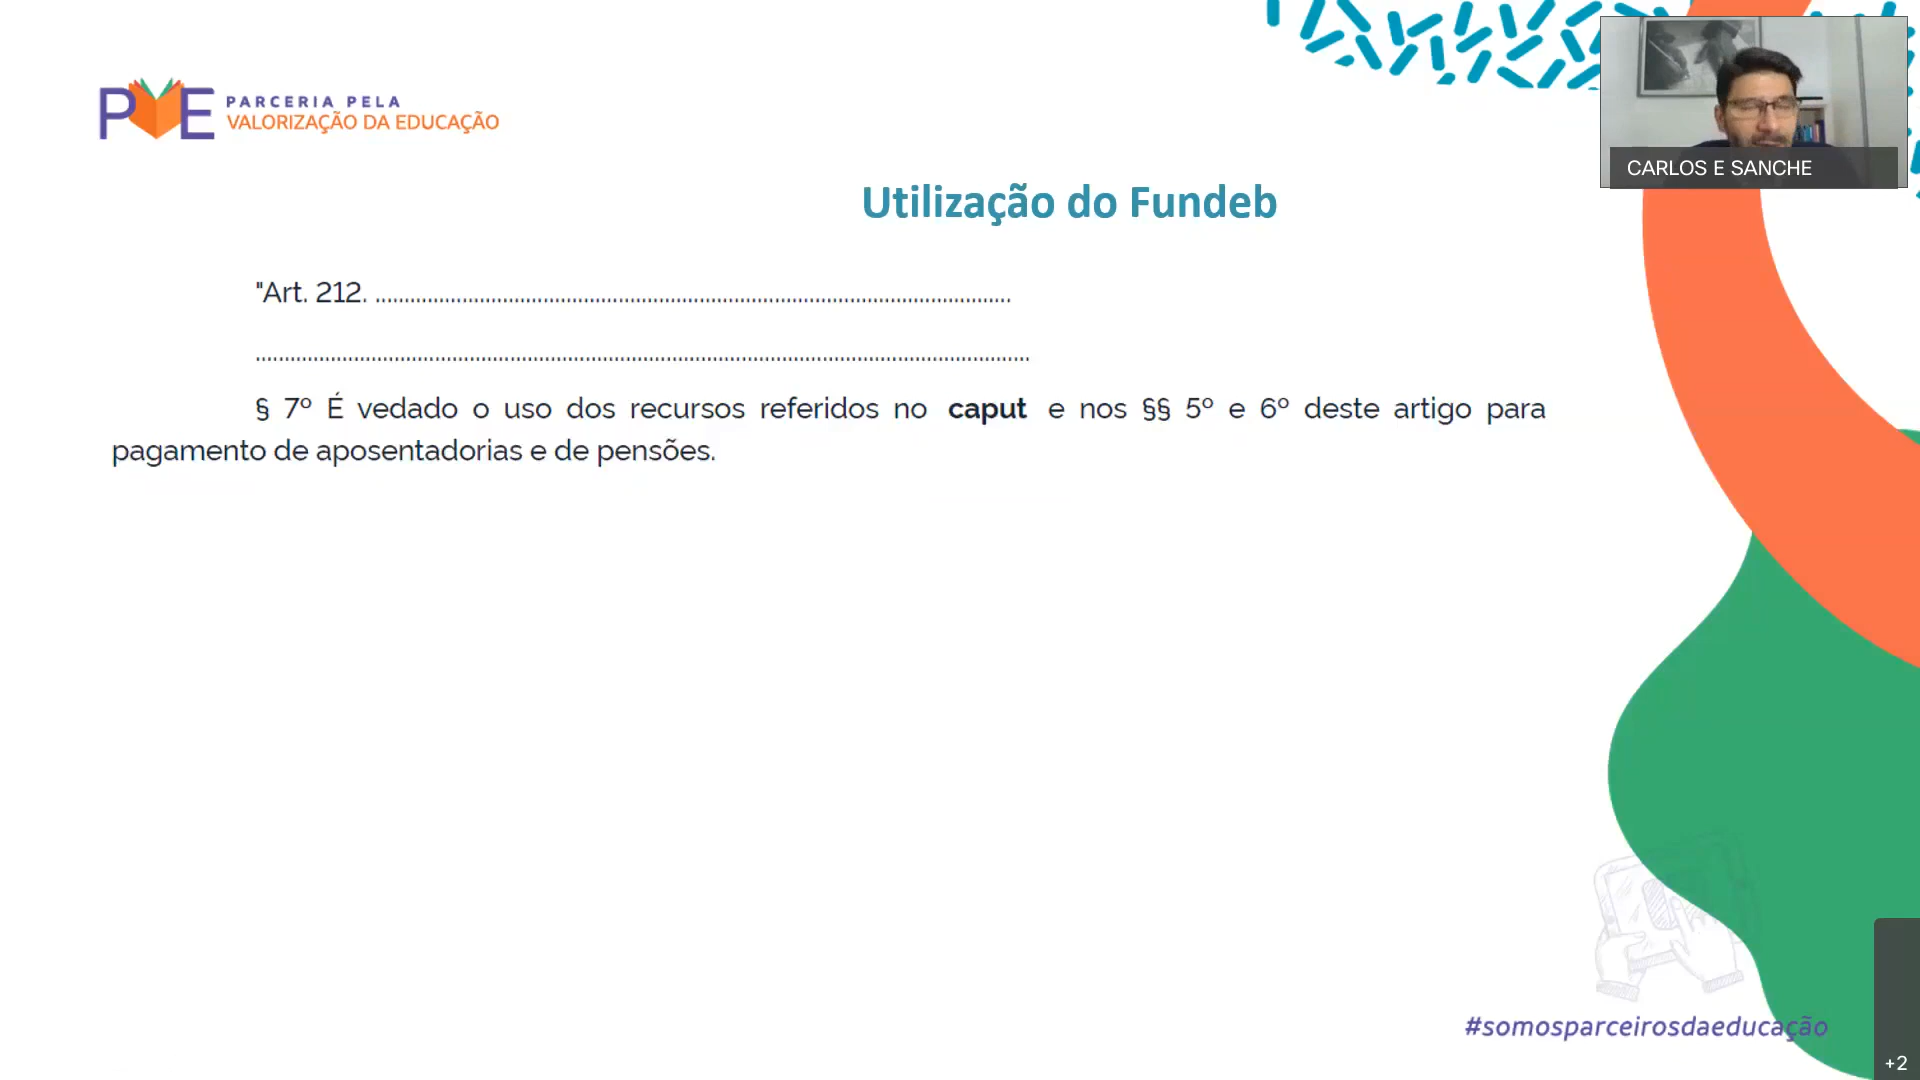 PVE PARCERIA PELA
VALORIZAÇÃO DA EDUCAÇÃO
CARLOS E SANCHE
Utilização do Fundeb
"Art. 212. ..............................................................................................................
......................................................................................................................................
§ 7º É vedado o uso dos recursos referidos no caput e nos §§ 5º e 6º deste artigo para
pagamento de aposentadorias e de pensões.
#somosparceirosdaeducação
+2